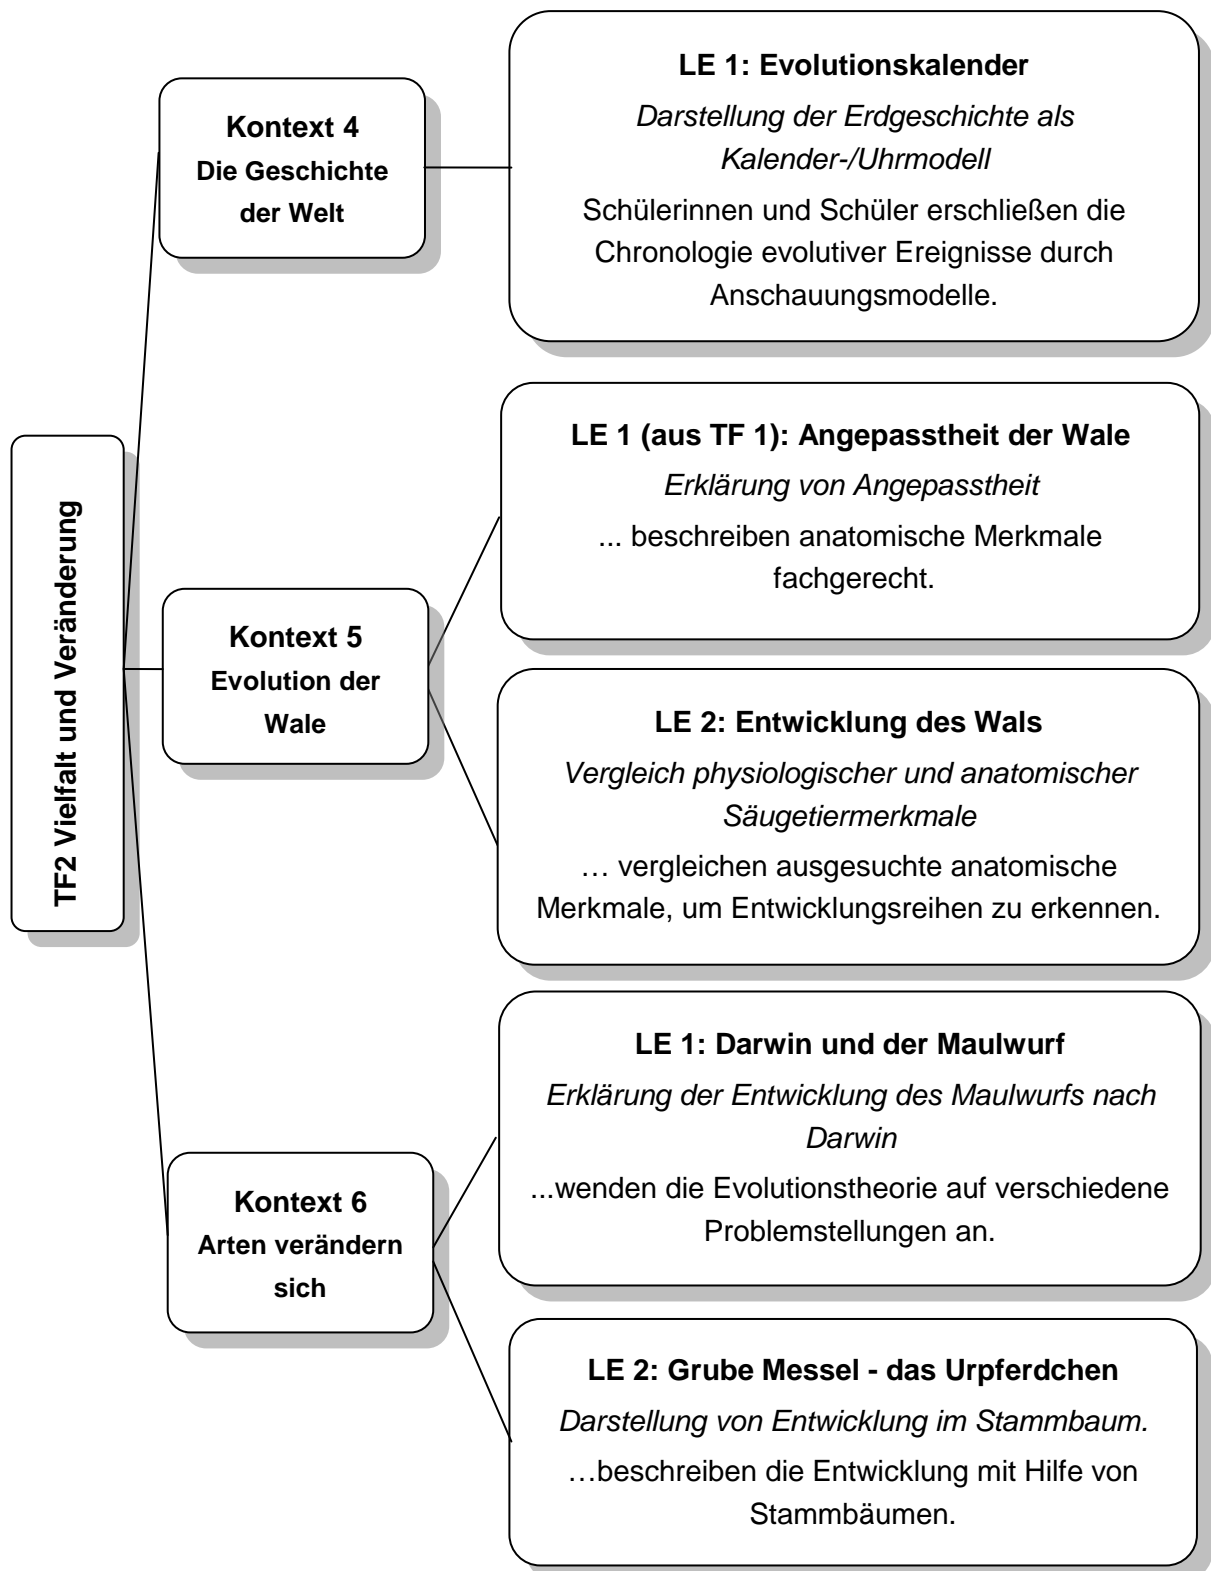 TF2 Vielfalt und Veränderung
Kontext 4
Die Geschichte
der Welt
LE 1: Evolutionskalender
Darstellung der Erdgeschichte als
Kalender-/Uhrmodell
Schülerinnen und Schüler erschließen die
Chronologie evolutiver Ereignisse durch
Anschauungsmodelle.
Kontext 5
Evolution der
Wale
LE 1 (aus TF 1): Angepasstheit der Wale
Erklärung von Angepasstheit
... beschreiben anatomische Merkmale
fachgerecht.
LE 2: Entwicklung des Wals
Vergleich physiologischer und anatomischer
Säugetiermerkmale
… vergleichen ausgesuchte anatomische
Merkmale, um Entwicklungsreihen zu erkennen.
Kontext 6
Arten verändern
sich
LE 1: Darwin und der Maulwurf
Erklärung der Entwicklung des Maulwurfs nach
Darwin
...wenden die Evolutionstheorie auf verschiedene
Problemstellungen an.
LE 2: Grube Messel - das Urpferdchen
Darstellung von Entwicklung im Stammbaum.
…beschreiben die Entwicklung mit Hilfe von
Stammbäumen.